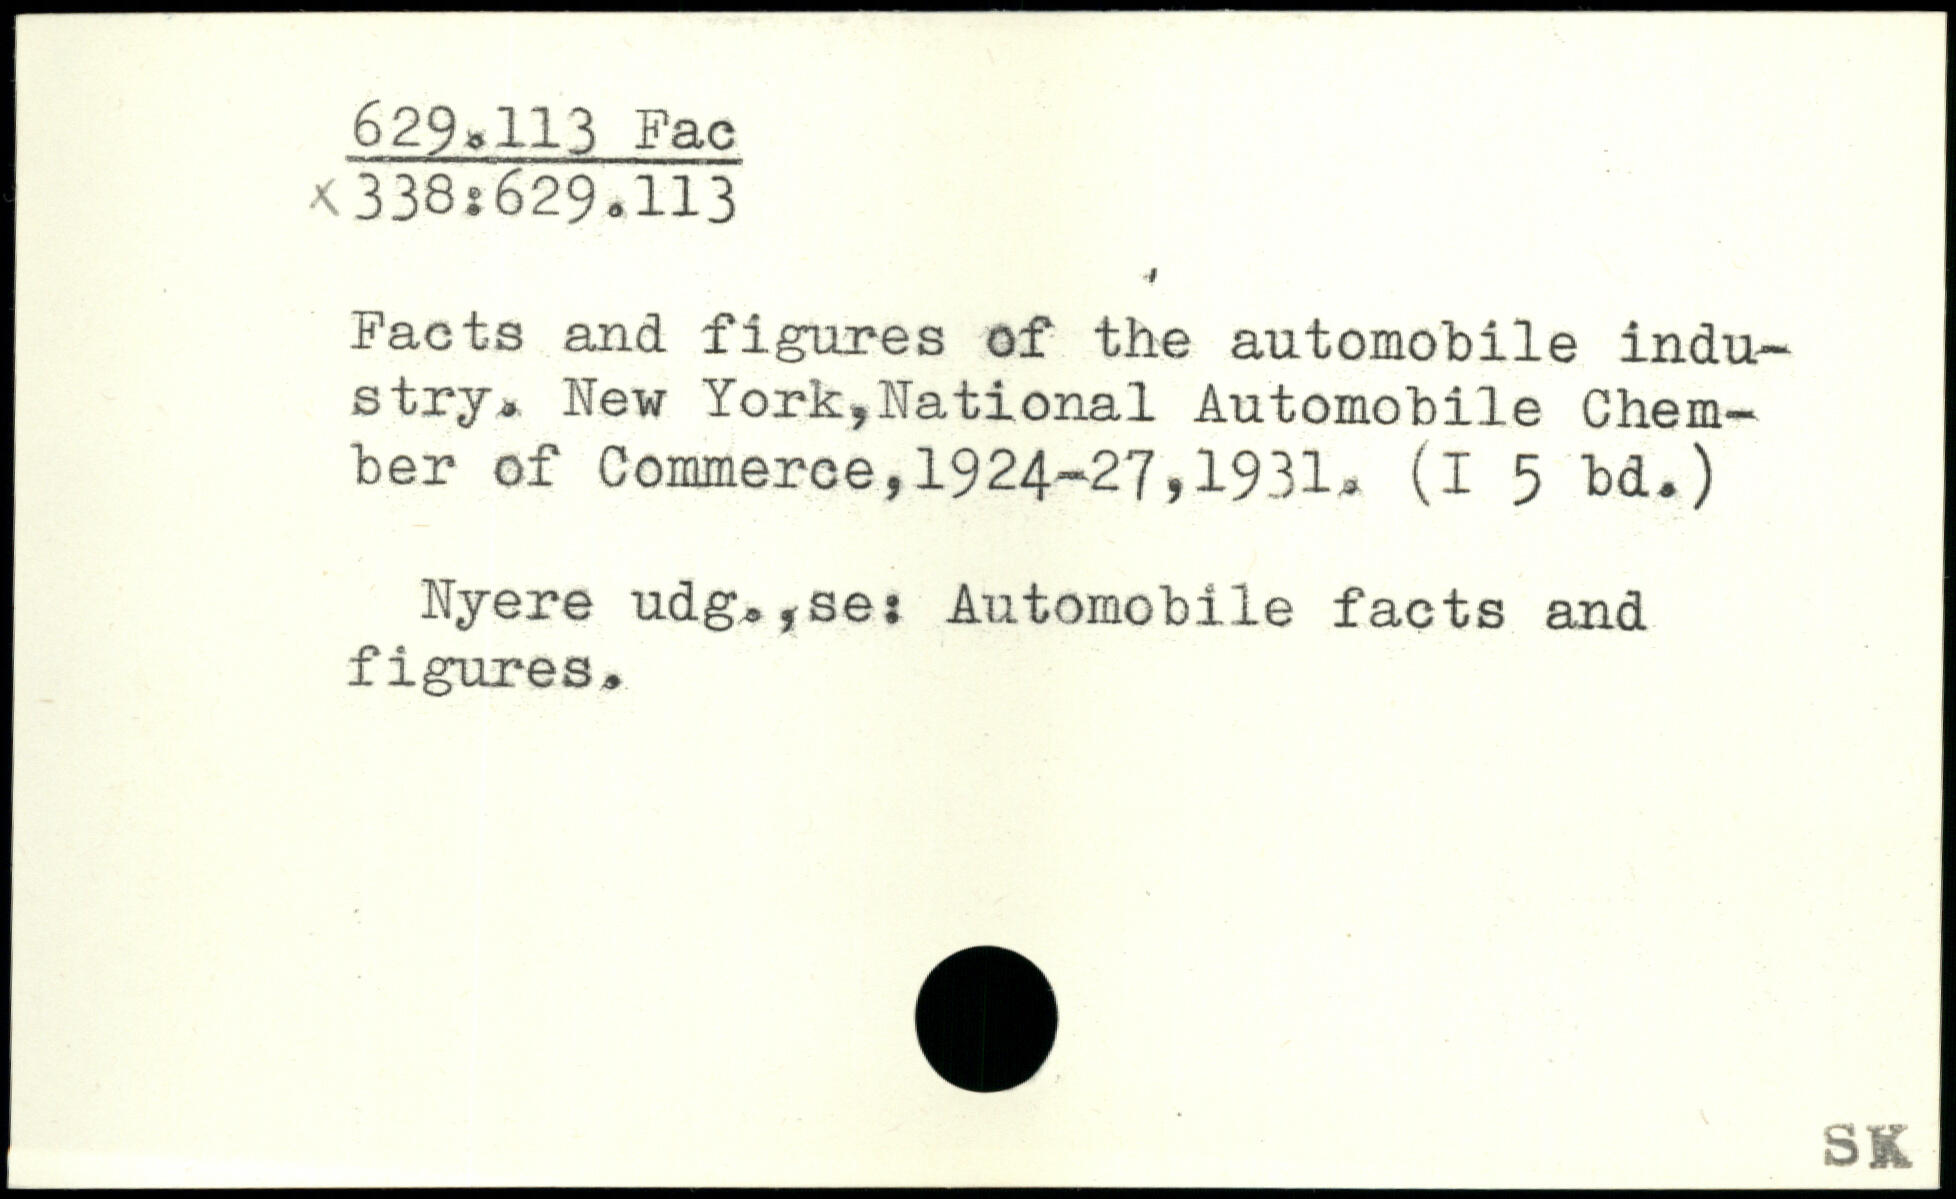 629.113 Fac
x 338:629.113
Facts and figures of the automobile indu-
stry. New York,National Automobile Chem-
ber of Commerce,1924-27,1931. (I 5 bd.)
Nyere udg.,se: Automobile facts and
figures.
SK